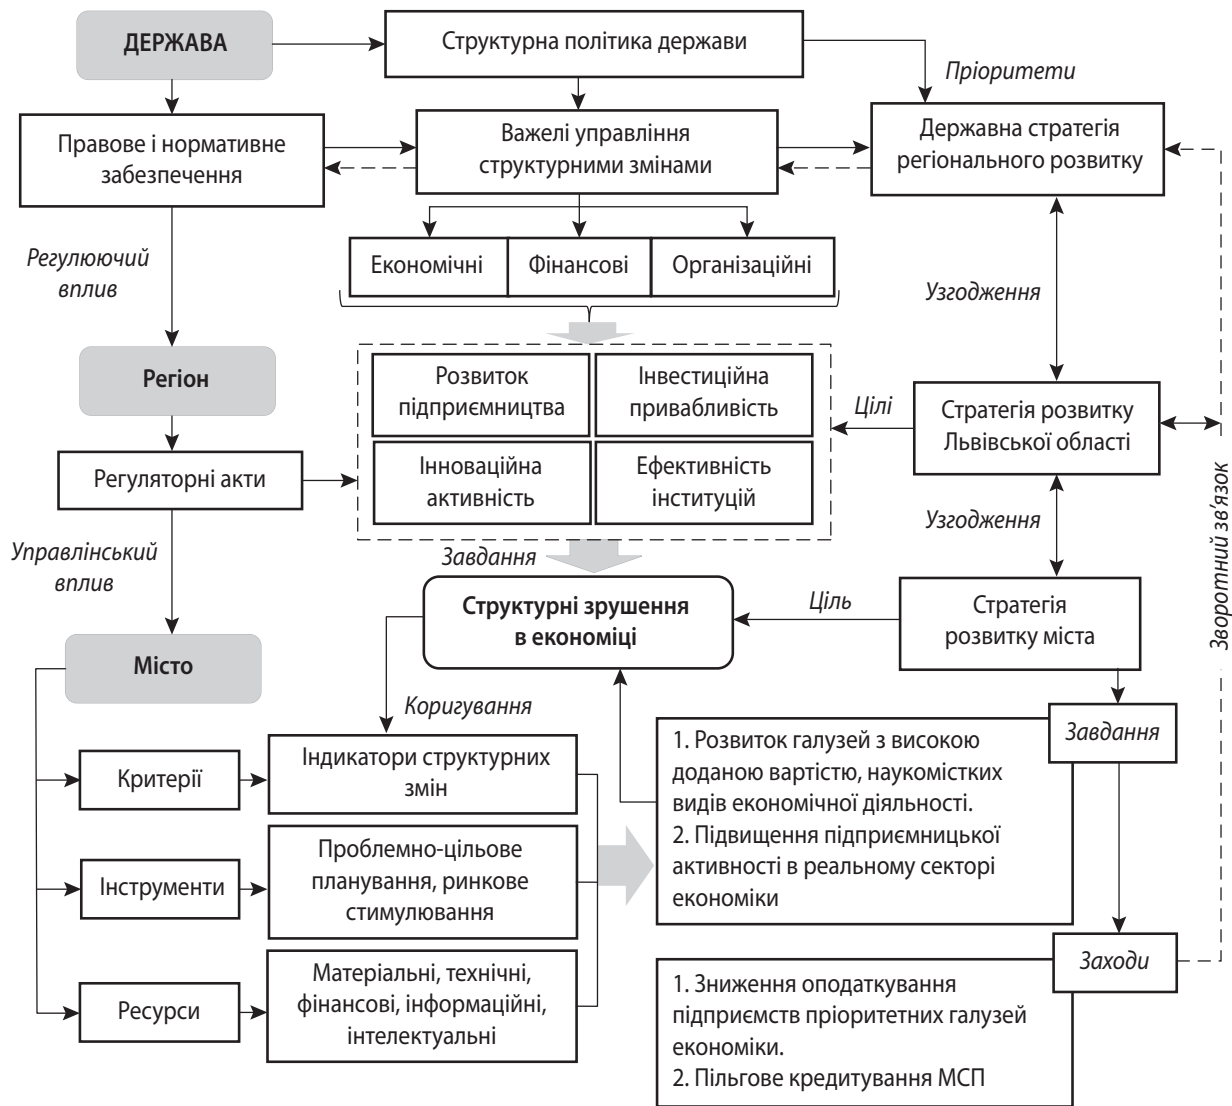 ДЕРЖАВА
Структурна політика держави
Пріоритети
Правове і нормативне
забезпечення
Важелі управління
структурними змінами
Державна стратегія
регіонального розвитку
Регулюючий
вплив
Економічні
Фінансові
Організаційні
Узгодження
Регіон
Розвиток
підприємництва
Інвестиційна
привабливість
Цілі
Стратегія розвитку
Львівської області
Регуляторні акти
Інноваційна
активність
Ефективність
інституцій
Узгодження
Зворотний зв'язок
Управлінський
вплив
Завдання
Структурні зрушення
в економіці
Ціль
Стратегія
розвитку міста
Місто
Коригування
Завдання
Критерії
Індикатори структурних
змін
1. Розвиток галузей з високою
доданою вартістю, наукомістких
видів економічної діяльності.
2. Підвищення підприємницької
активності в реальному секторі
економіки
Інструменти
Проблемно-цільове
планування, ринкове
стимулювання
Заходи
Ресурси
Матеріальні, технічні,
фінансові, інформаційні,
інтелектуальні
1. Зниження оподаткування
підприємств пріоритетних галузей
економіки.
2. Пільгове кредитування МСП